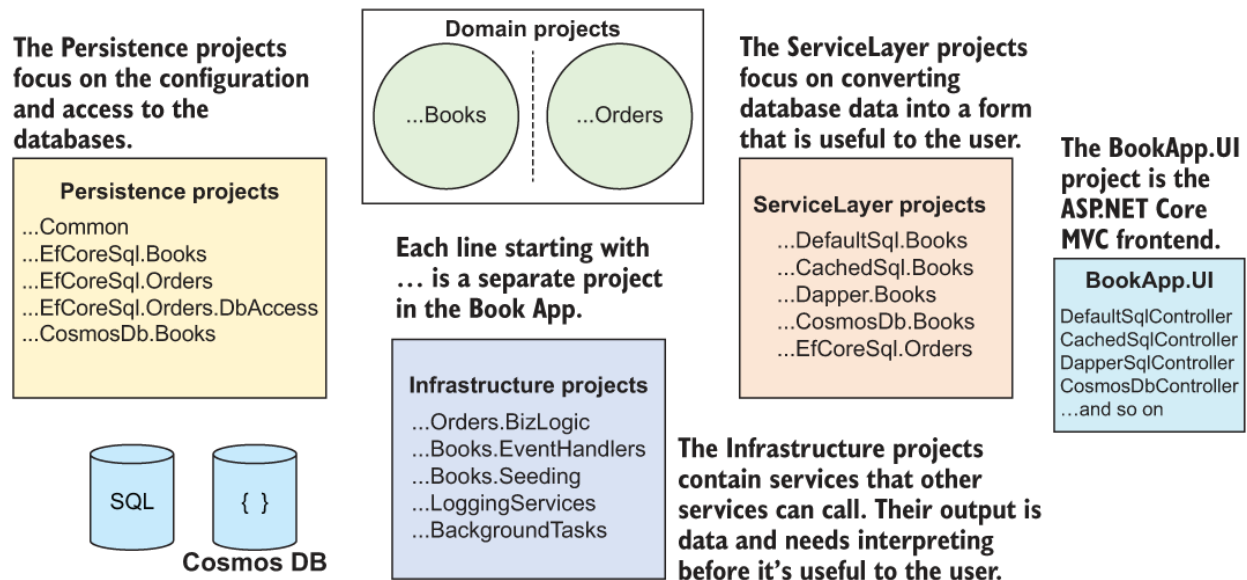 The Persistence projects
focus on the configuration
and access to the
databases.
Persistence projects
...Common
...EfCoreSql.Books
...EfCoreSql.Orders
...EfCoreSql.Orders.DbAccess
...CosmosDb.Books
SQL
{ }
Cosmos DB
Domain projects
...Books
...Orders
Each line starting with
... is a separate project
in the Book App.
Infrastructure projects
...Orders.BizLogic
...Books.EventHandlers
...Books.Seeding
...LoggingServices
...BackgroundTasks
The ServiceLayer projects
focus on converting
database data into a form
that is useful to the user.
ServiceLayer projects
...DefaultSql.Books
...CachedSql.Books
...Dapper.Books
...CosmosDb.Books
...EfCoreSql.Orders
The Infrastructure projects
contain services that other
services can call. Their output is
data and needs interpreting
before it's useful to the user.
The BookApp.UI
project is the
ASP.NET Core
MVC frontend.
BookApp.UI
DefaultSqlController
CachedSqlController
DapperSqlController
CosmosDbController
...and so on